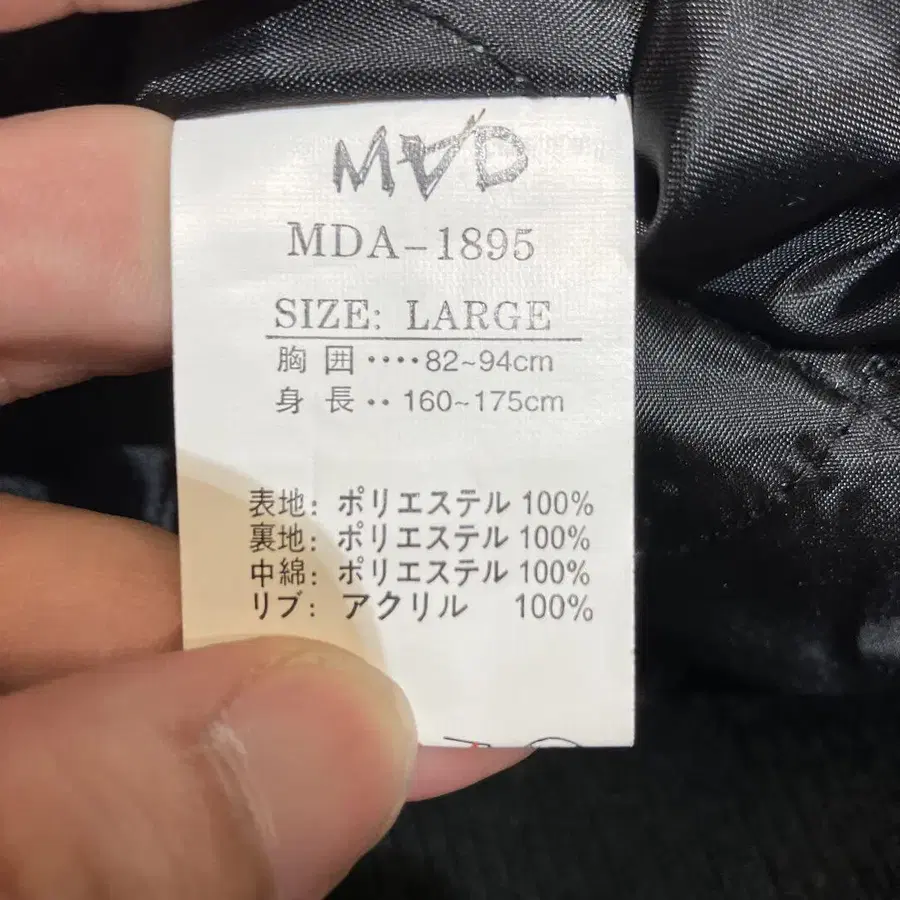 MAD
MDA-1895
SIZE: LARGE
胸囲‥‥82~94cm
身長‥160~175cm
表地: ポリエステル 100%
裏地: ポリエステル 100%
中綿: ポリエステル 100%
リブ: アクリル 100%